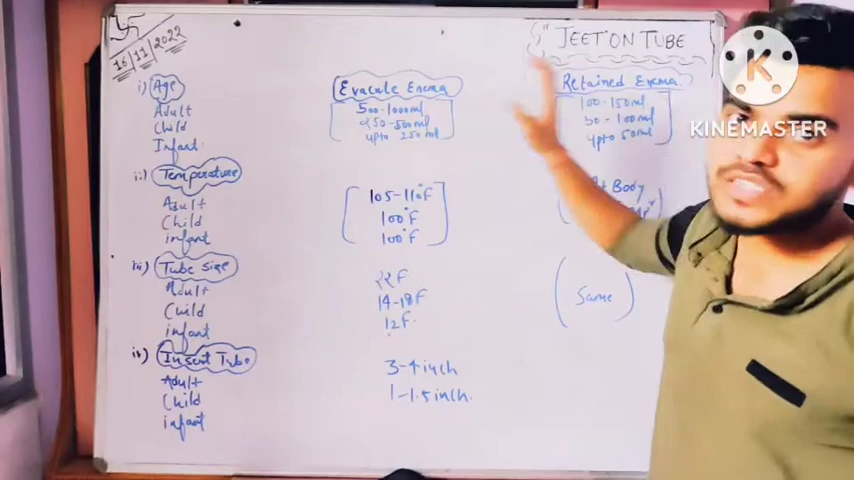 16/11/2022
"JEET'ON TUBE
i) Age
Evacule Enema
Retained Enema
Adult
500-1000ml
100-150ml
Child
250-500ml
50-100ml
Infant
upto 250ml
upto 50ml
ii) Temperature
Adult
105-110°F
Body
Child
100°F
infant
100°F
iii) Tube Size
Adult
22F
Child
14-18F
Same
infant
12F
iv) Insert Tube
Adult
3-4 inch
Child
1-1.5 inch
infant
K
KINEMASTER